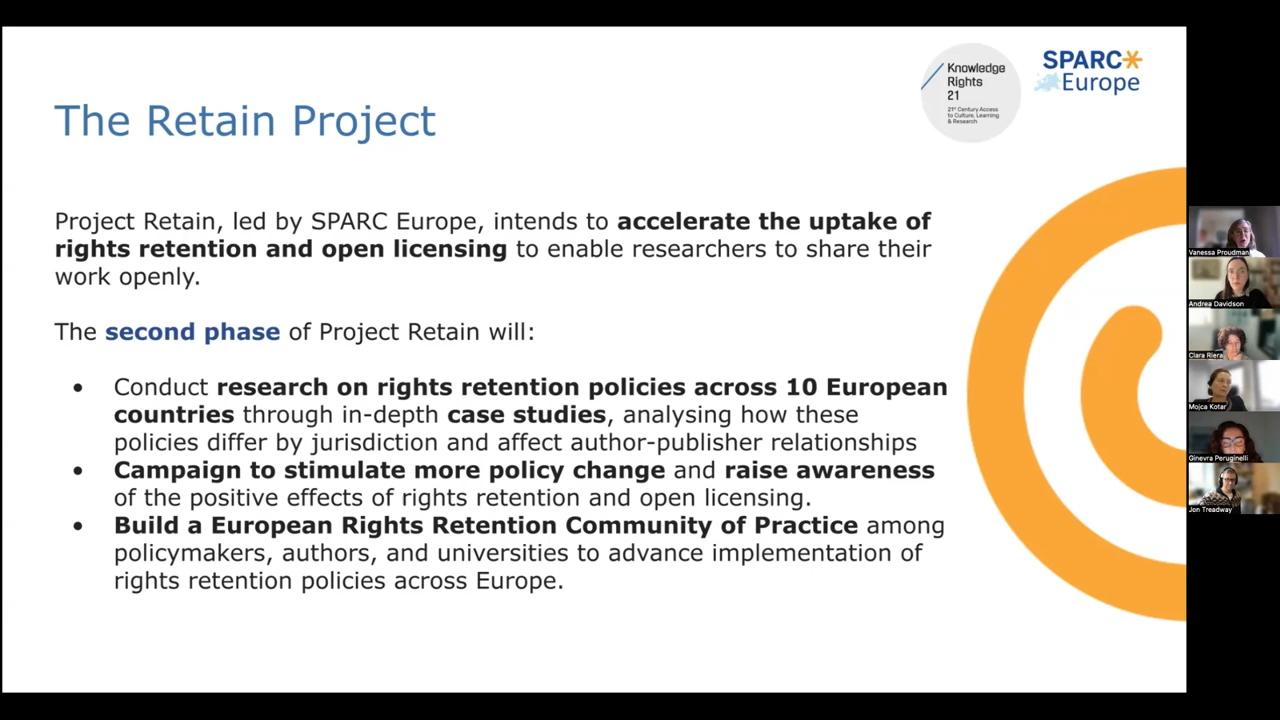 Knowledge
Rights
21
21st Century Access
to Culture, Learning
& Research
SPARC
Europe
The Retain Project
Project Retain, led by SPARC Europe, intends to accelerate the uptake of
rights retention and open licensing to enable researchers to share their
work openly.
The second phase of Project Retain will:
• Conduct research on rights retention policies across 10 European
countries through in-depth case studies, analysing how these
policies differ by jurisdiction and affect author-publisher relationships
• Campaign to stimulate more policy change and raise awareness
of the positive effects of rights retention and open licensing.
• Build a European Rights Retention Community of Practice among
policymakers, authors, and universities to advance implementation of
rights retention policies across Europe.
Vanessa Proudman
Andrea Davidson
Clara Riera
Mojca Kotar
Ginevra Peruginelli
Jon Treadway